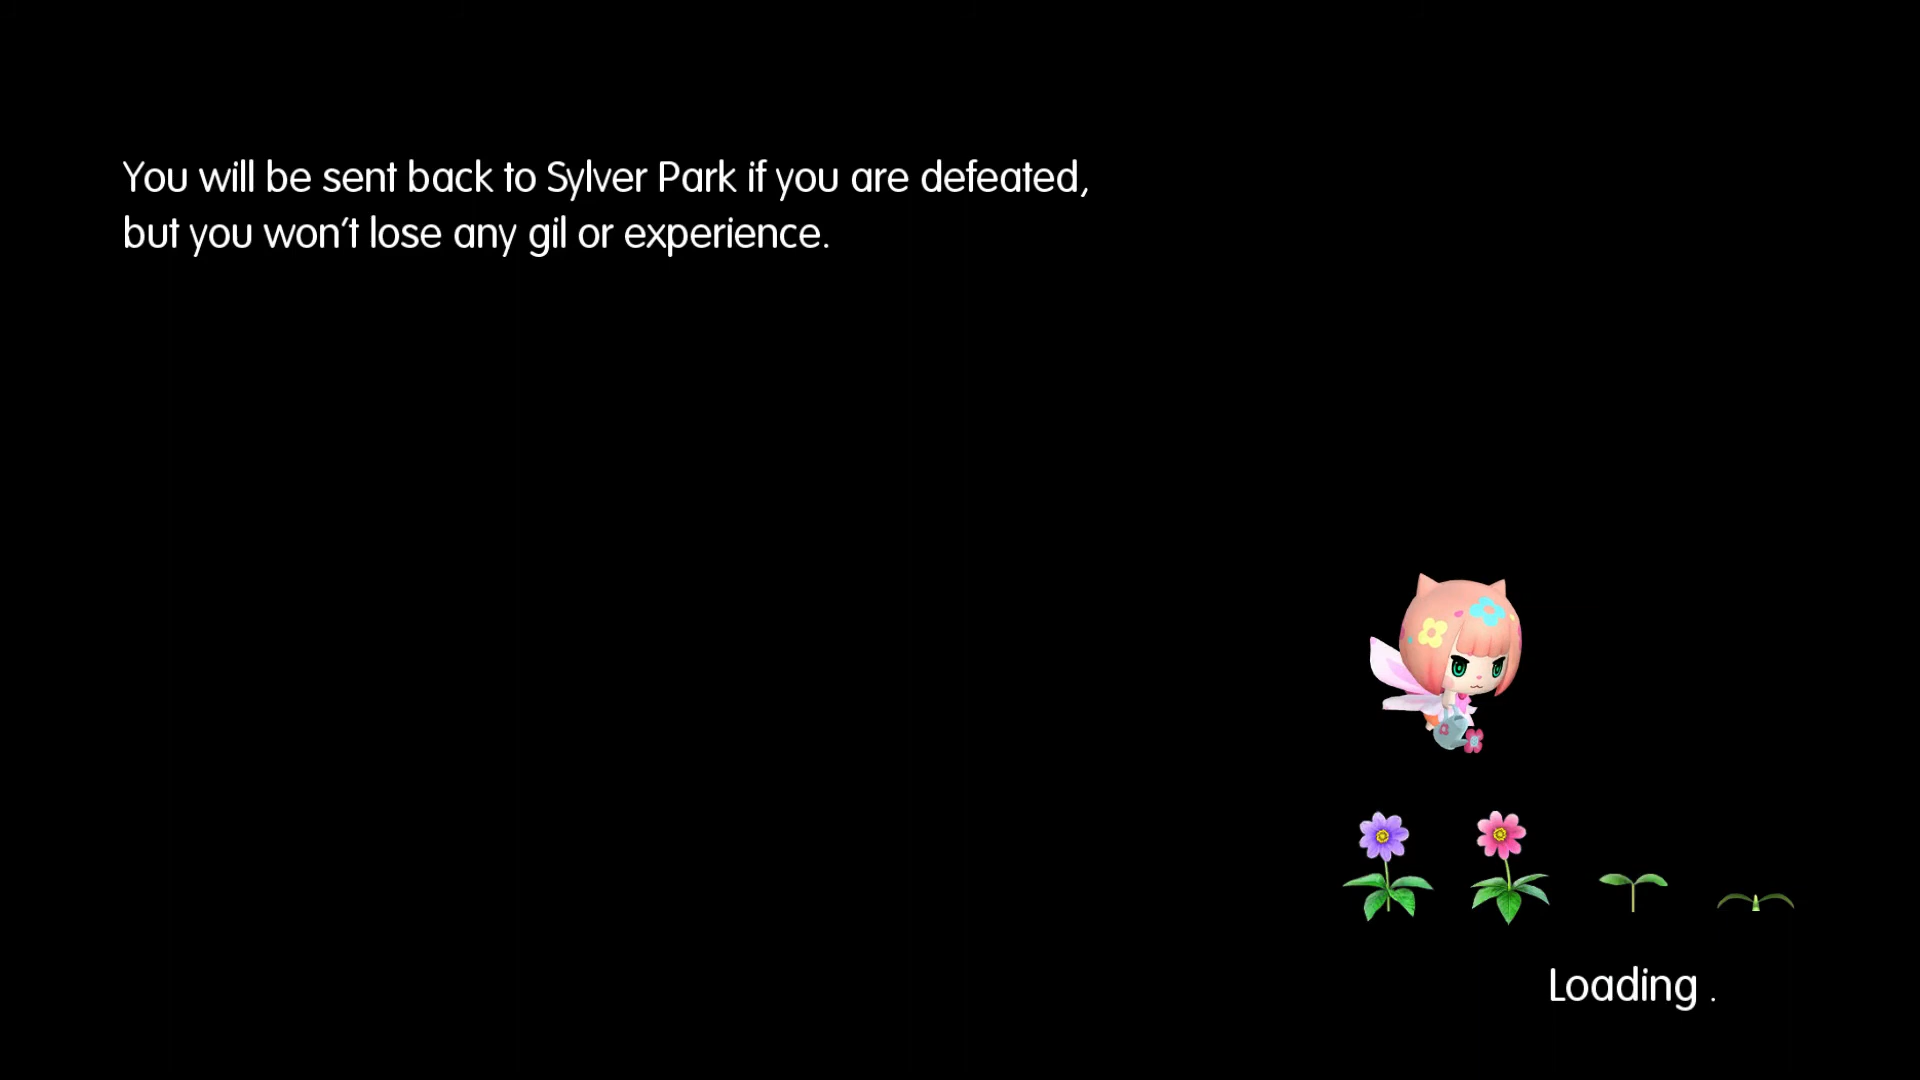 You will be sent back to Sylver Park if you are defeated,
but you won't lose any gil or experience.
Loading .